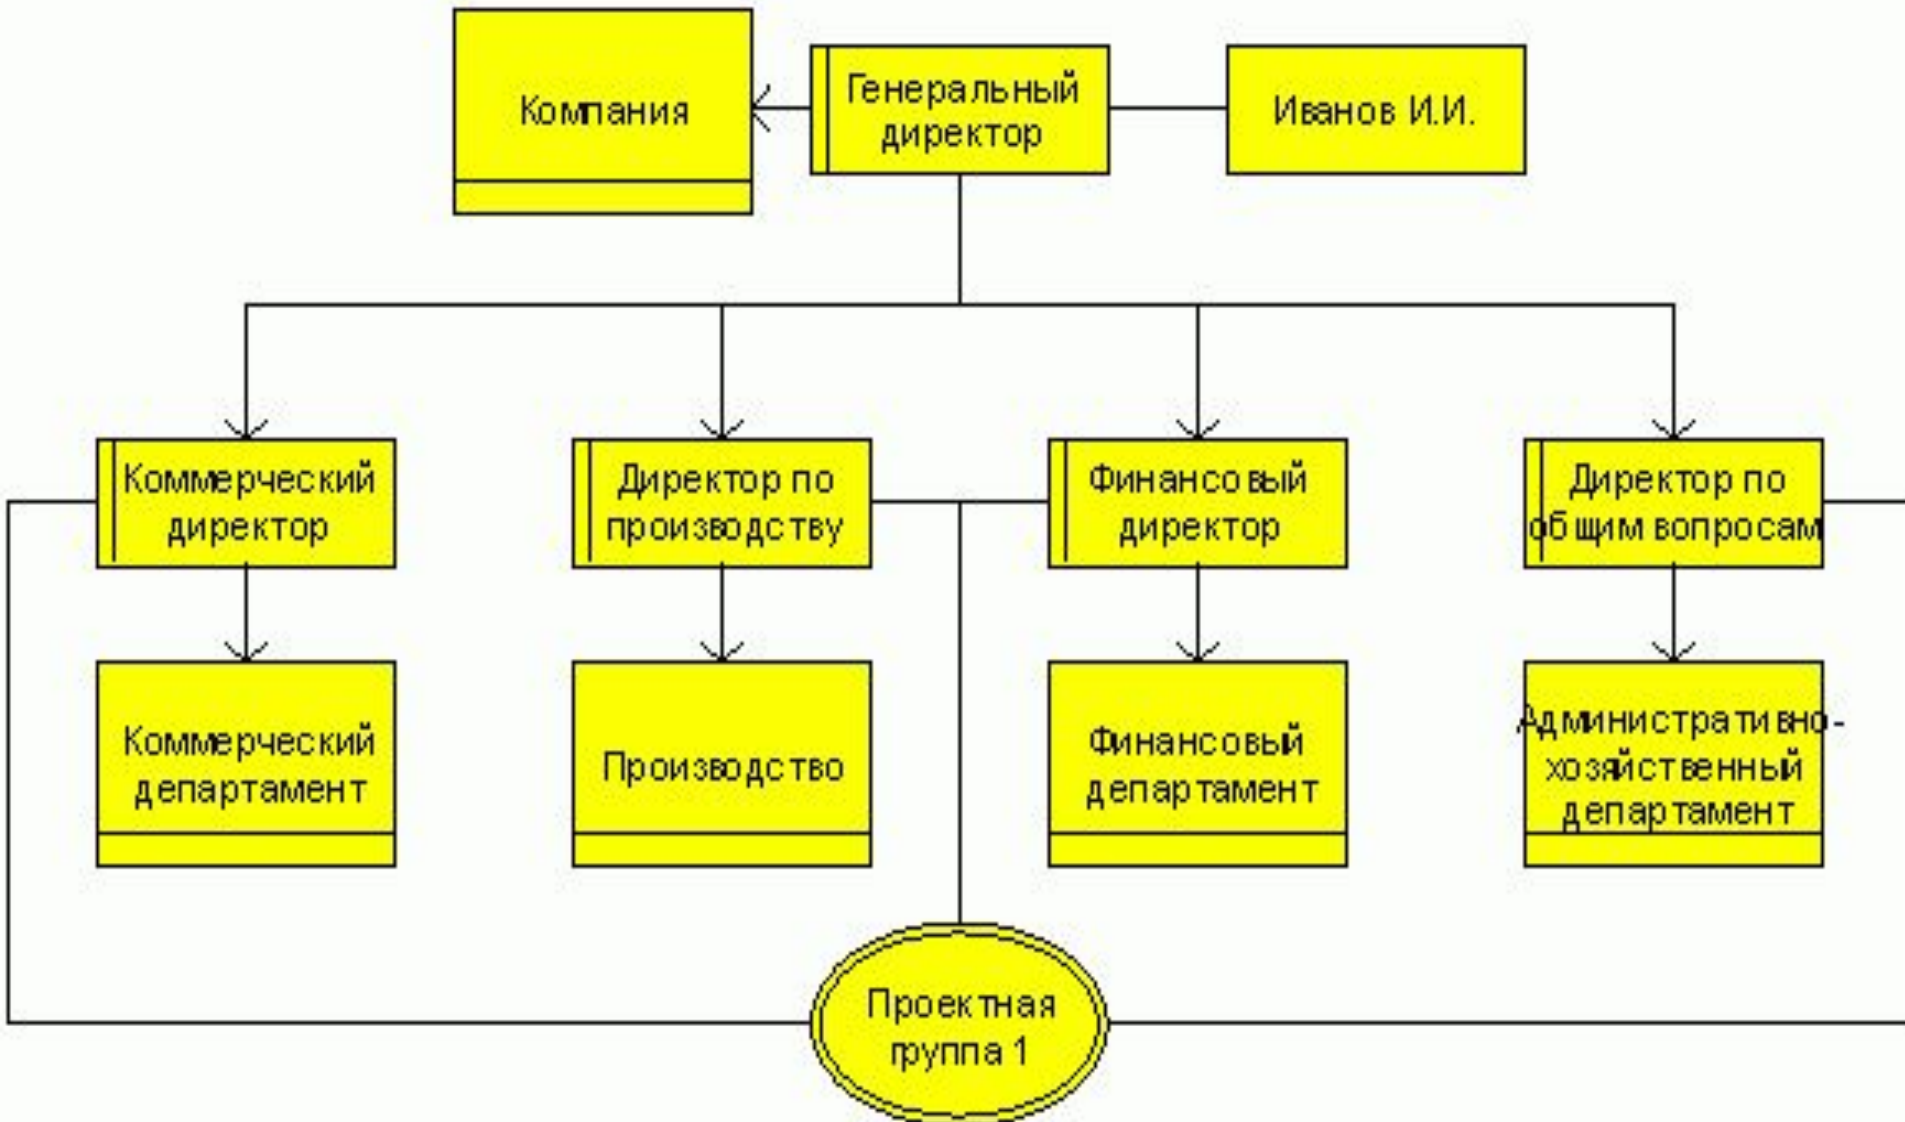 Компания
Генеральный
директор
Иванов И.И.
Коммерческий
директор
Директор по
производству
Финансовый
директор
Директор по
общим вопросам
Коммерческий
департамент
Производство
Финансовый
департамент
Административно-
хозяйственный
департамент
Проектная
группа 1